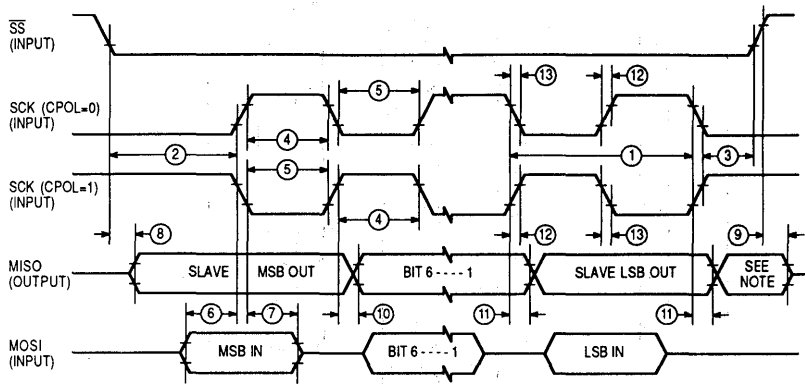 SS
(INPUT)
13
12
5
SCK (CPOL=0)
(INPUT)
4
2
5
1
3
SCK (CPOL=1)
(INPUT)
4
8
12
13
9
MISO
(OUTPUT)
SLAVE MSB OUT
BIT 6 - - - - 1
SLAVE LSB OUT
SEE
NOTE
6
7
10
11
11
MOSI
(INPUT)
MSB IN
BIT 6 - - - - 1
LSB IN